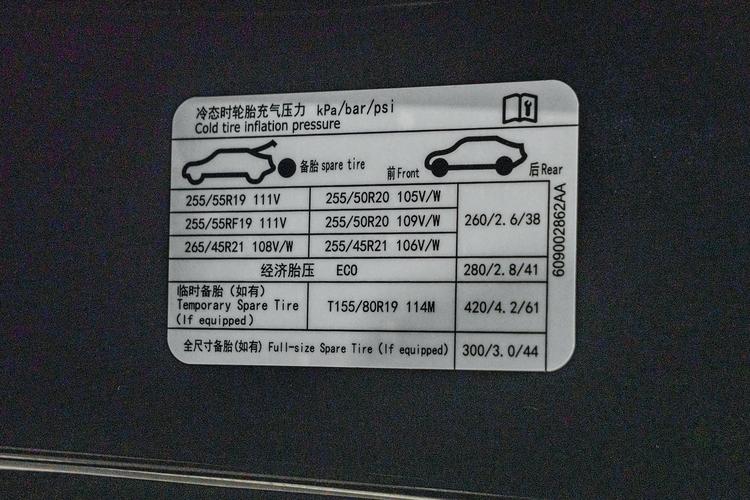 冷态时轮胎充气压力 kPa/bar/psi
Cold tire inflation pressure
备胎 spare tire 前Front 后Rear
255/55R19 111V 255/50R20 105V/W
255/55RF19 111V 255/50R20 109V/W 260/2.6/38
265/45R21 108V/W 255/45R21 106V/W
经济胎压 ECO 280/2.8/41
临时备胎（如有）
Temporary Spare Tire T155/80R19 114M 420/4.2/61
(If equipped)
全尺寸备胎(如有) Full-size Spare Tire (If equipped) 300/3.0/44
609002862AA